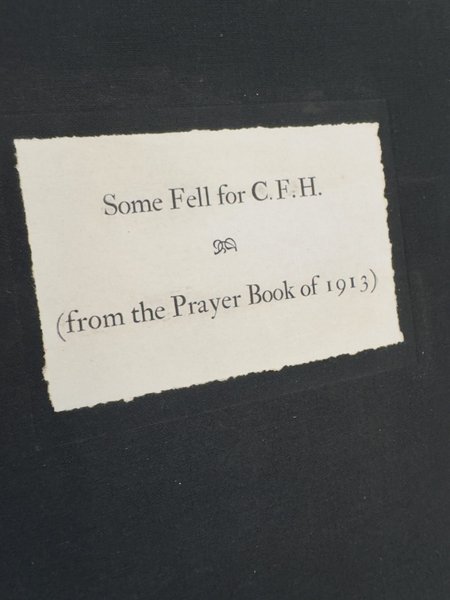 Some Fell for C.F.H.
(from the Prayer Book of 1913)